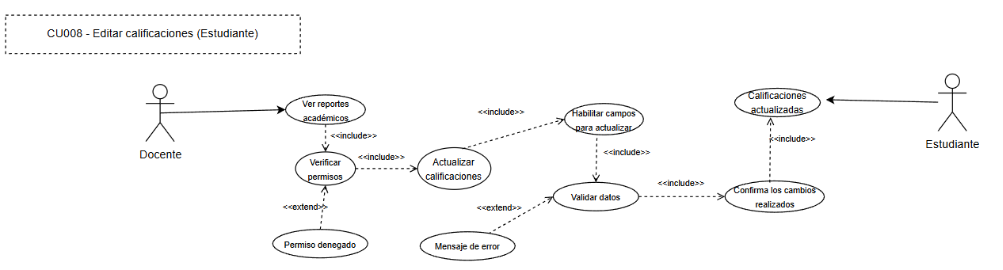 CU008 - Editar calificaciones (Estudiante)
Docente
Ver reportes
académicos
<<include>>
Verificar
permisos
<<include>>
<<extend>>
Permiso denegado
Actualizar
calificaciones
<<include>>
Habilitar campos
para actualizar
<<include>>
Validar datos
<<extend>>
Mensaje de error
<<include>>
Confirma los cambios
realizados
<<include>>
Calificaciones
actualizadas
Estudiante